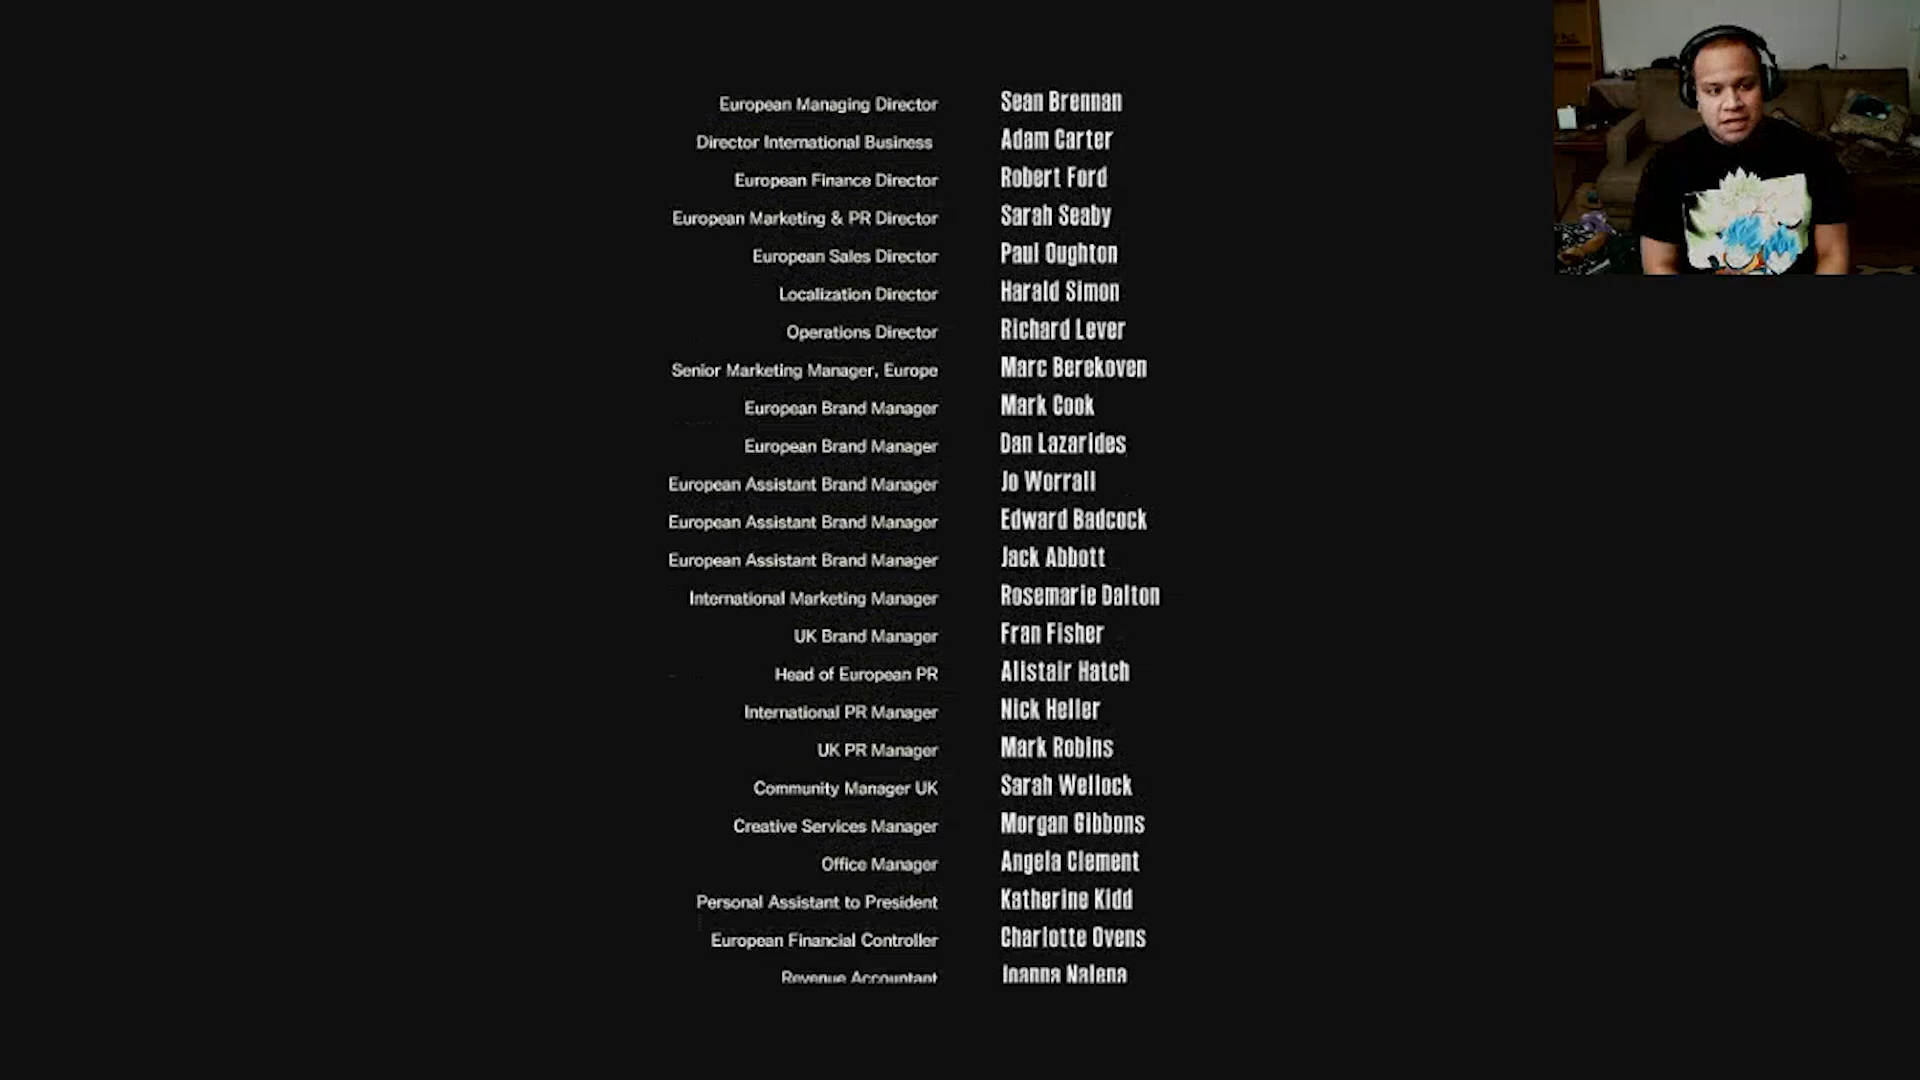 European Managing Director Sean Brennan
Director International Business Adam Carter
European Finance Director Robert Ford
European Marketing & PR Director Sarah Seaby
European Sales Director Paul Oughton
Localization Director Harald Simon
Operations Director Richard Lever
Senior Marketing Manager, Europe Marc Berekoven
European Brand Manager Mark Cook
European Brand Manager Dan Lazarides
European Assistant Brand Manager Jo Worrall
European Assistant Brand Manager Edward Badcock
European Assistant Brand Manager Jack Abbott
International Marketing Manager Rosemarie Dalton
UK Brand Manager Fran Fisher
Head of European PR Alistair Hatch
International PR Manager Nick Heller
UK PR Manager Mark Robins
Community Manager UK Sarah Wellock
Creative Services Manager Morgan Gibbons
Office Manager Angela Clement
Personal Assistant to President Katherine Kidd
European Financial Controller Charlotte Ovens
Revenue Accountant Joanna Nalepa